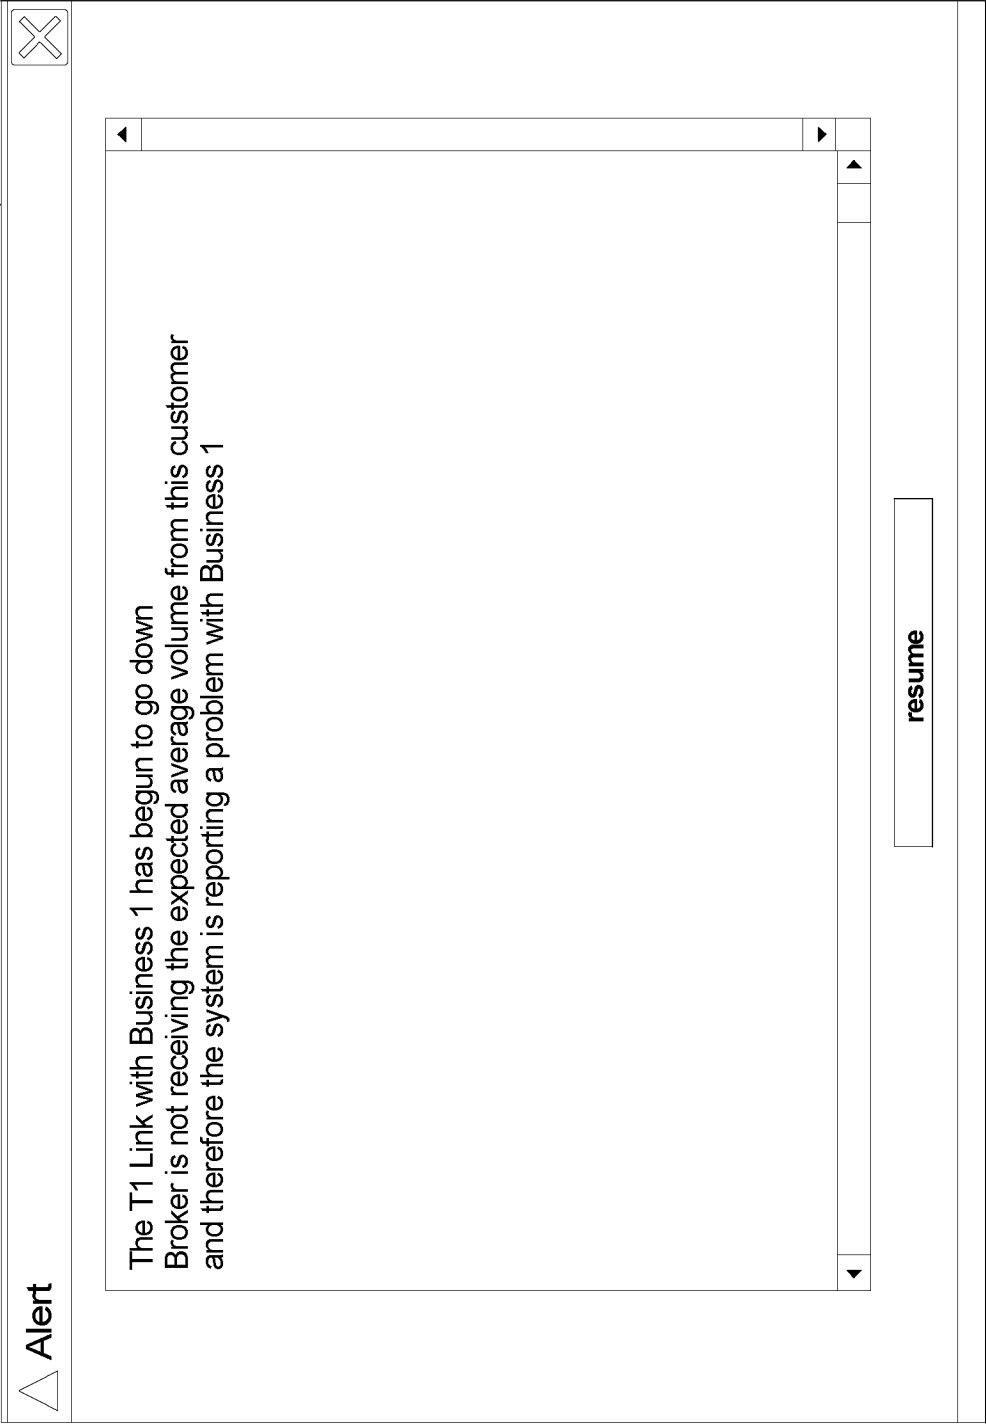 Alert
The T1 Link with Business 1 has begun to go down
Broker is not receiving the expected average volume from this customer
and therefore the system is reporting a problem with Business 1
resume